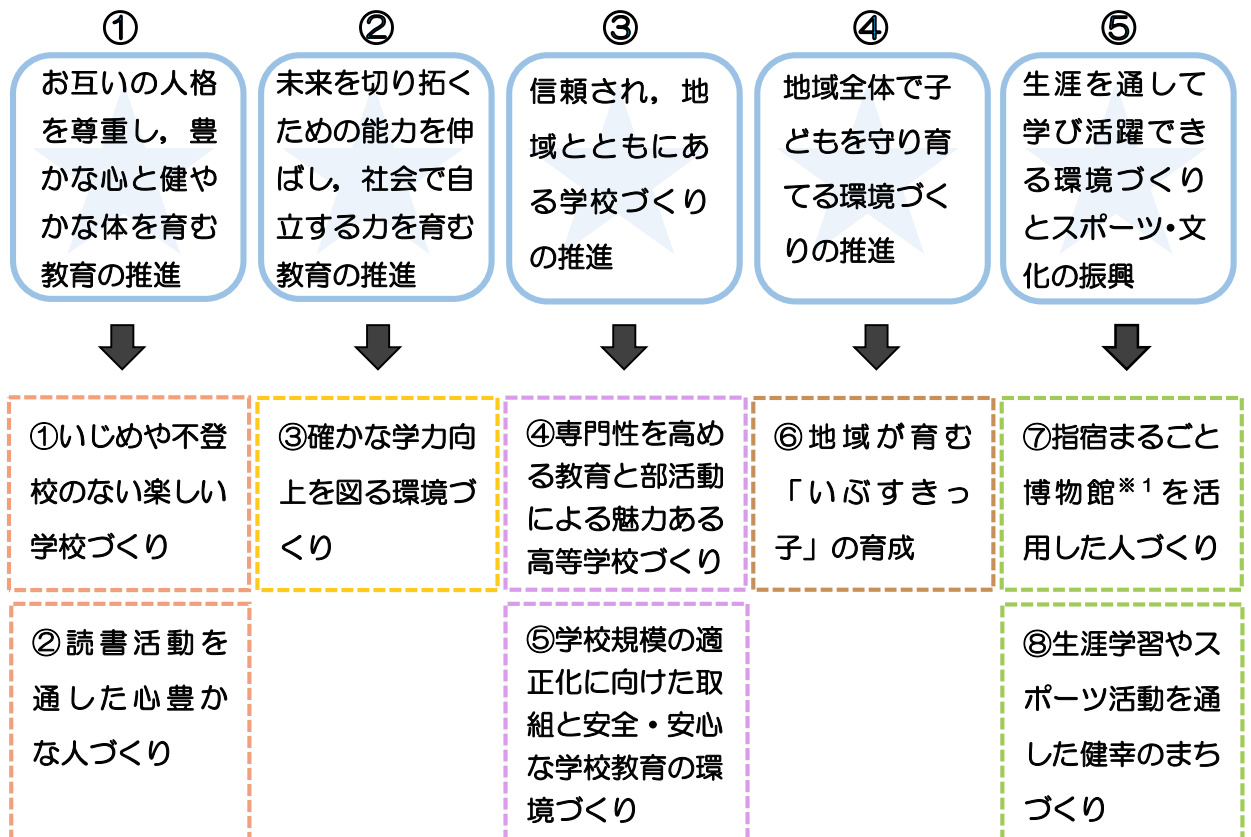 ①
お互いの人格
を尊重し，豊
かな心と健や
かな体を育む
教育の推進
②
未来を切り拓く
ための能力を伸
ばし，社会で自
立する力を育む
教育の推進
③
信頼され，地
域とともにあ
る学校づくり
の推進
④
地域全体で子
どもを守り育
てる環境づく
りの推進
⑤
生涯を通して
学び活躍でき
る環境づくり
とスポーツ・文
化の振興
①いじめや不登
校のない楽しい
学校づくり
②読書活動を
通した心豊か
な人づくり
③確かな学力向
上を図る環境づ
くり
④専門性を高め
る教育と部活動
による魅力ある
高等学校づくり
⑤学校規模の適
正化に向けた取
組と安全・安心
な学校教育の環
境づくり
⑥地域が育む
「いぶすきっ
子」の育成
⑦指宿まるごと
博物館※1を活
用した人づくり
⑧生涯学習やス
ポーツ活動を通
した健幸のまち
づくり